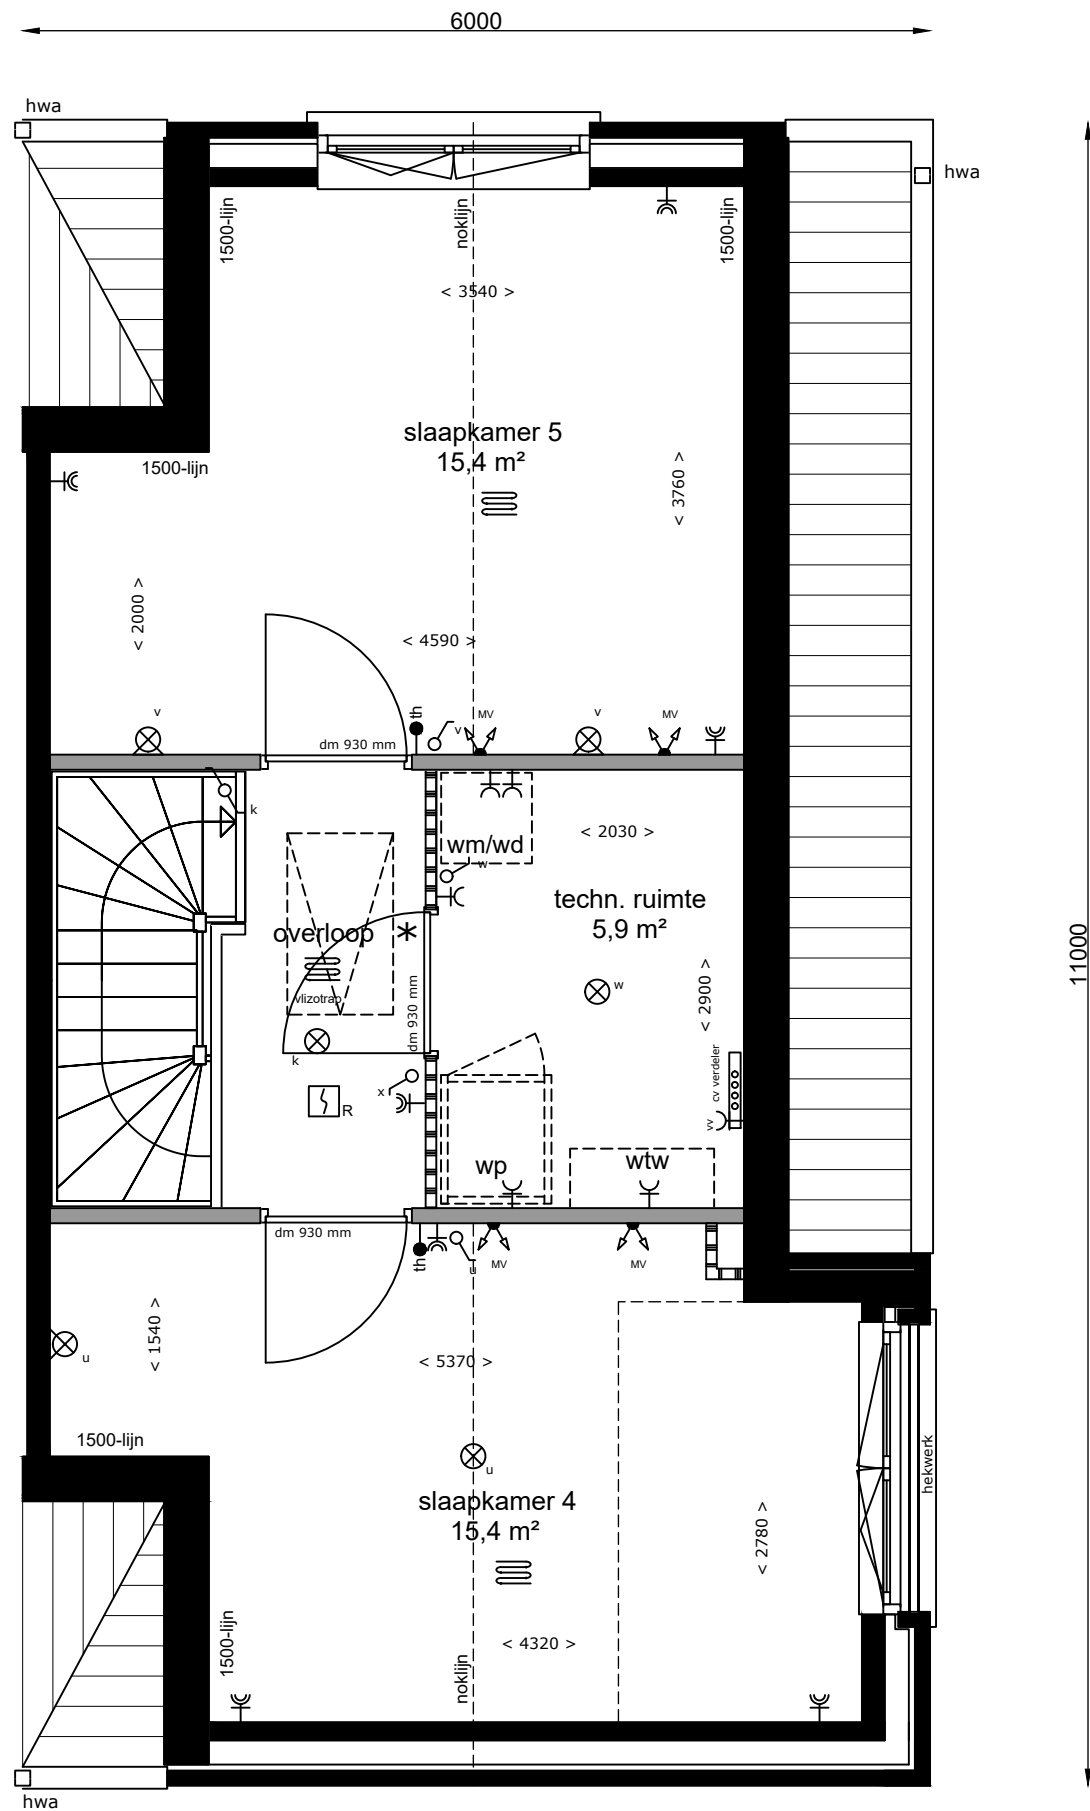 6000
hwa
hwa
1500-lijn
noklijn
1500-lijn
< 3540 >
slaapkamer 5
15,4 m²
1500-lijn
< 3760 >
< 2000 >
< 4590 >
v
th
v
MV
v
MV
dm 930 mm
k
wm/wd
w
< 2030 >
techn. ruimte
5,9 m²
overloop *
11000
vlizotrap
dm 930 mm
w
< 2900 >
k
x
R
cv verdeler
vv
wp
wtw
dm 930 mm
th
u
MV
MV
< 1540 >
u
< 5370 >
1500-lijn
u
hekwerk
slaapkamer 4
15,4 m²
< 2780 >
1500-lijn
noklijn
< 4320 >
hwa